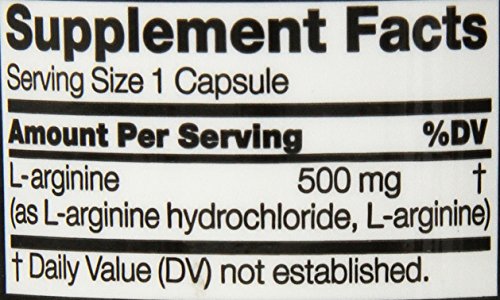 Supplement Facts
Serving Size 1 Capsule
Amount Per Serving %DV
L-arginine 500 mg †
(as L-arginine hydrochloride, L-arginine)
† Daily Value (DV) not established.